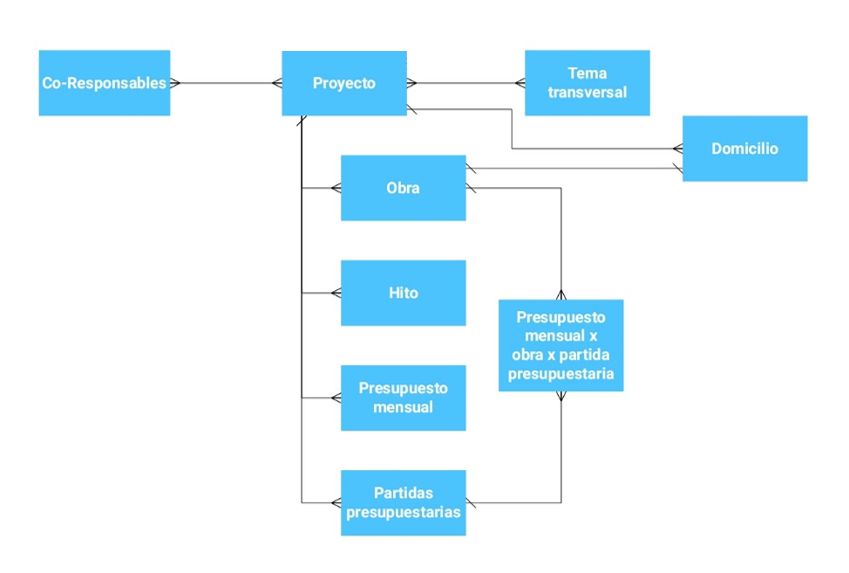 Co-Responsables
Proyecto
Tema
transversal
Domicilio
Obra
Hito
Presupuesto
mensual x
obra x partida
presupuestaria
Presupuesto
mensual
Partidas
presupuestarias